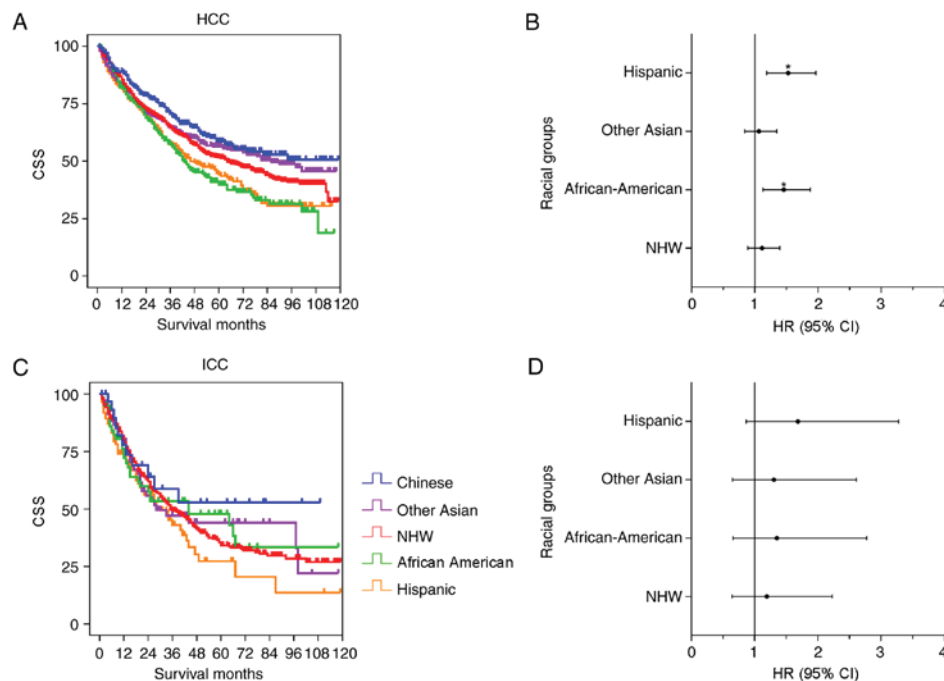 A
HCC
100
75
50
25
0
CSS
0 12 24 36 48 60 72 84 96 108 120
Survival months
B
Hispanic
*
Other Asian
African-American
*
NHW
Racial groups
0 1 2 3 4
HR (95% CI)
C
ICC
100
75
50
25
0
CSS
0 12 24 36 48 60 72 84 96 108 120
Survival months
Chinese
Other Asian
NHW
African American
Hispanic
D
Hispanic
Other Asian
African-American
NHW
Racial groups
0 1 2 3 4
HR (95% CI)